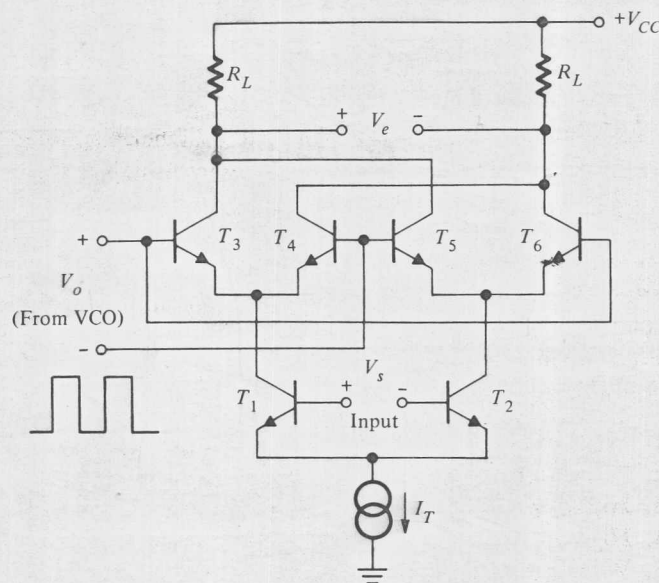 +V_CC
R_L
R_L
+ V_e −
T_3
T_4
T_5
T_6
+
V_o
(From VCO)
−
V_s
+ −
T_1
T_2
Input
I_T